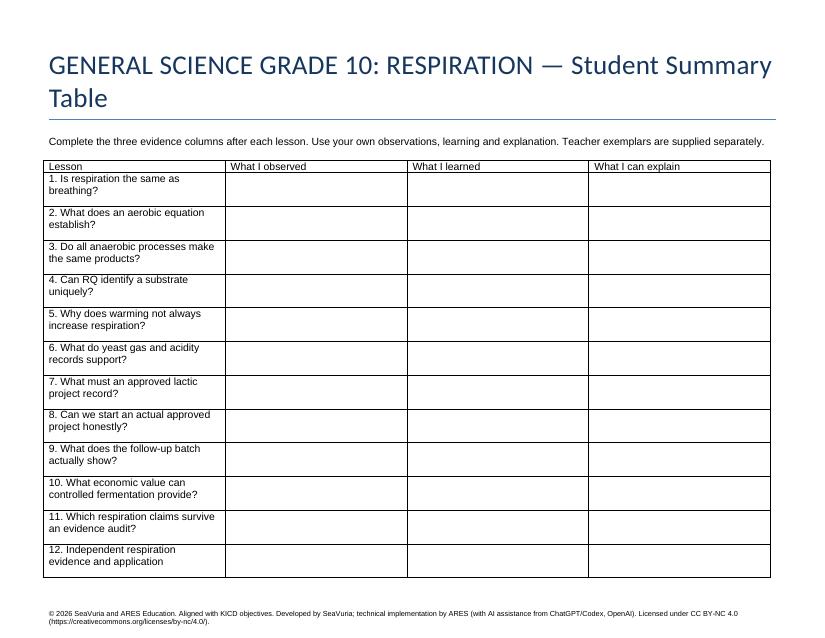 GENERAL SCIENCE GRADE 10: RESPIRATION — Student Summary
Table
Complete the three evidence columns after each lesson. Use your own observations, learning and explanation. Teacher exemplars are supplied separately.
Lesson What I observed What I learned What I can explain
1. Is respiration the same as
breathing?
2. What does an aerobic equation
establish?
3. Do all anaerobic processes make
the same products?
4. Can RQ identify a substrate
uniquely?
5. Why does warming not always
increase respiration?
6. What do yeast gas and acidity
records support?
7. What must an approved lactic
project record?
8. Can we start an actual approved
project honestly?
9. What does the follow-up batch
actually show?
10. What economic value can
controlled fermentation provide?
11. Which respiration claims survive
an evidence audit?
12. Independent respiration
evidence and application
© 2026 SeaVuria and ARES Education. Aligned with KICD objectives. Developed by SeaVuria; technical implementation by ARES (with AI assistance from ChatGPT/Codex, OpenAI). Licensed under CC BY-NC 4.0
(https://creativecommons.org/licenses/by-nc/4.0/).